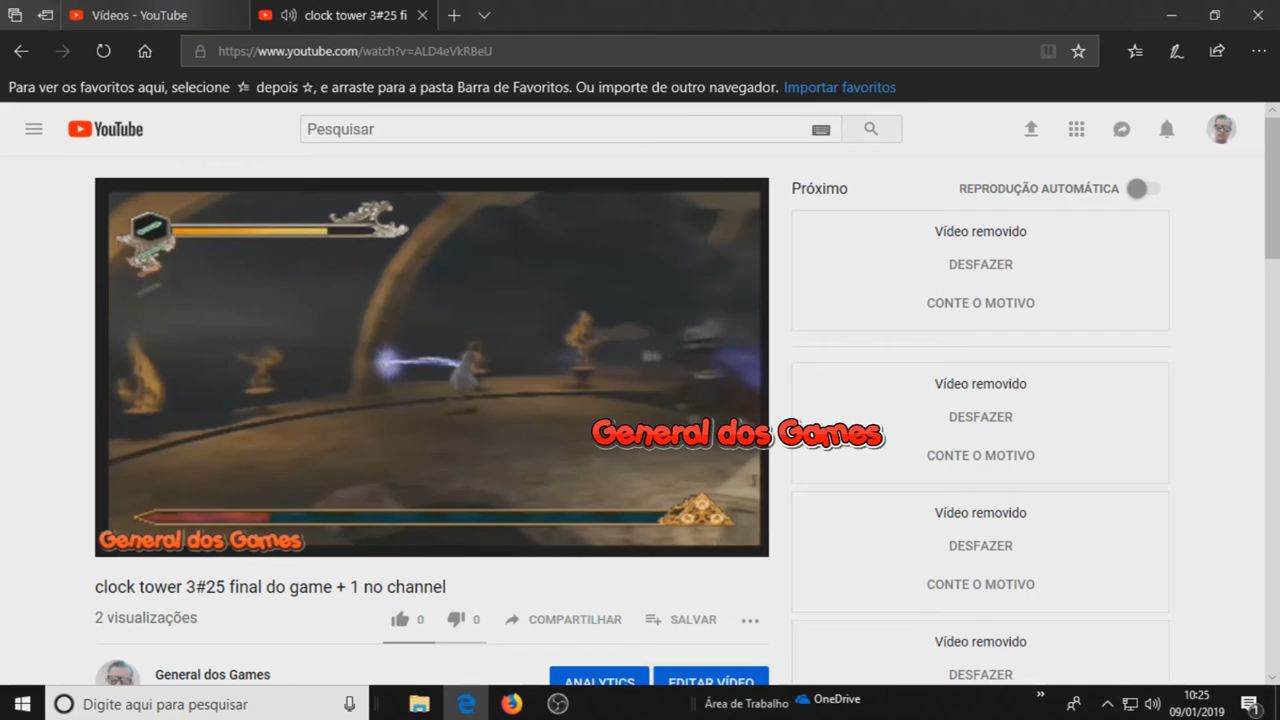 Vídeos - YouTube
clock tower 3#25 fi
https://www.youtube.com/watch?v=ALD4eVkRBeU
Para ver os favoritos aqui, selecione depois ☆, e arraste para a pasta Barra de Favoritos. Ou importe de outro navegador. Importar favoritos
YouTube
Pesquisar
Próximo
REPRODUÇÃO AUTOMÁTICA
Vídeo removido
DESFAZER
CONTE O MOTIVO
Vídeo removido
DESFAZER
General dos Games
CONTE O MOTIVO
Vídeo removido
DESFAZER
General dos Games
CONTE O MOTIVO
clock tower 3#25 final do game + 1 no channel
2 visualizações
0
0
COMPARTILHAR
SALVAR
Vídeo removido
DESFAZER
General dos Games
ANALYTICS
EDITAR VÍDEO
Digite aqui para pesquisar
Área de Trabalho
OneDrive
10:25
09/01/2019
1